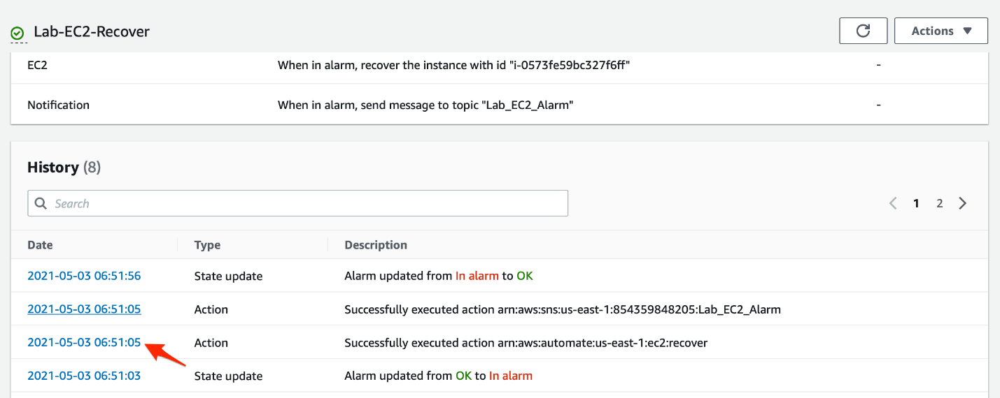 Lab-EC2-Recover
Actions
EC2 When in alarm, recover the instance with id "i-0573fe59bc327f6ff" -
Notification When in alarm, send message to topic "Lab_EC2_Alarm" -
History (8)
Search
1 2
Date Type Description
2021-05-03 06:51:56 State update Alarm updated from In alarm to OK
2021-05-03 06:51:05 Action Successfully executed action arn:aws:sns:us-east-1:854359848205:Lab_EC2_Alarm
2021-05-03 06:51:05 Action Successfully executed action arn:aws:automate:us-east-1:ec2:recover
2021-05-03 06:51:03 State update Alarm updated from OK to In alarm